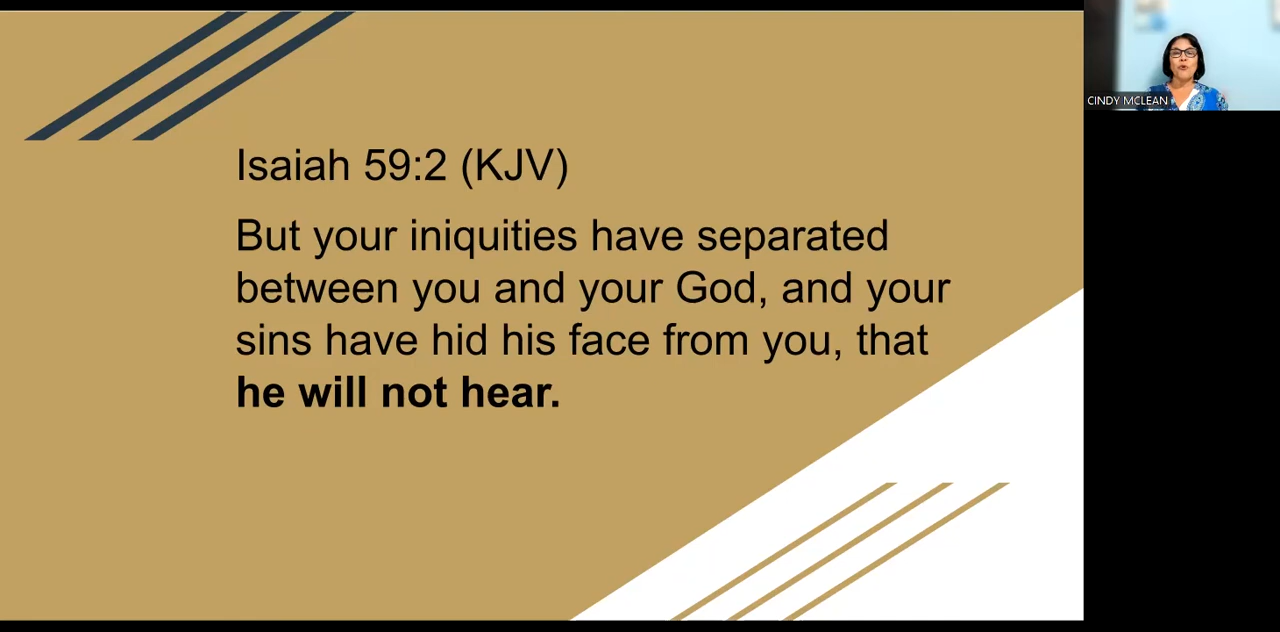 Isaiah 59:2 (KJV)
But your iniquities have separated
between you and your God, and your
sins have hid his face from you, that
he will not hear.
CINDY MCLEAN